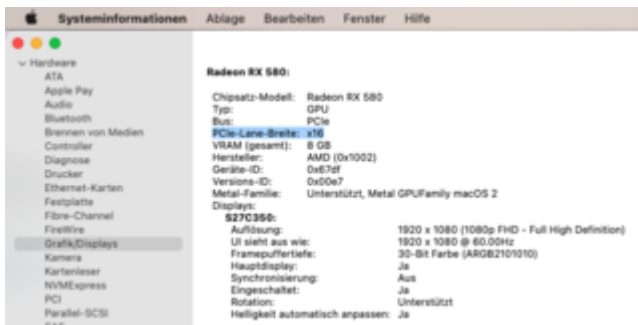 Systeminformationen Ablage Bearbeiten Fenster Hilfe
Hardware
ATA
Apple Pay
Audio
Bluetooth
Brennen von Medien
Controller
Diagnose
Drucker
Ethernet-Karten
Festplatte
Fibre-Channel
FireWire
Grafik/Displays
Kamera
Kartenleser
NVMExpress
PCI
Parallel-SCSI
Radeon RX 580:
Chipsatz-Modell: Radeon RX 580
Typ: GPU
Bus: PCIe
PCIe-Lane-Breite: x16
VRAM (gesamt): 8 GB
Hersteller: AMD (0x1002)
Geräte-ID: 0x67df
Versions-ID: 0x00e7
Metal-Familie: Unterstützt, Metal GPUFamily macOS 2
Displays:
S27C350:
Auflösung: 1920 x 1080 (1080p FHD - Full High Definition)
UI sieht aus wie: 1920 x 1080 @ 60.00Hz
Framepuffertiefe: 30-Bit Farbe (ARGB2101010)
Hauptdisplay: Ja
Synchronisierung: Aus
Eingeschaltet: Ja
Rotation: Unterstützt
Helligkeit automatisch anpassen: Ja